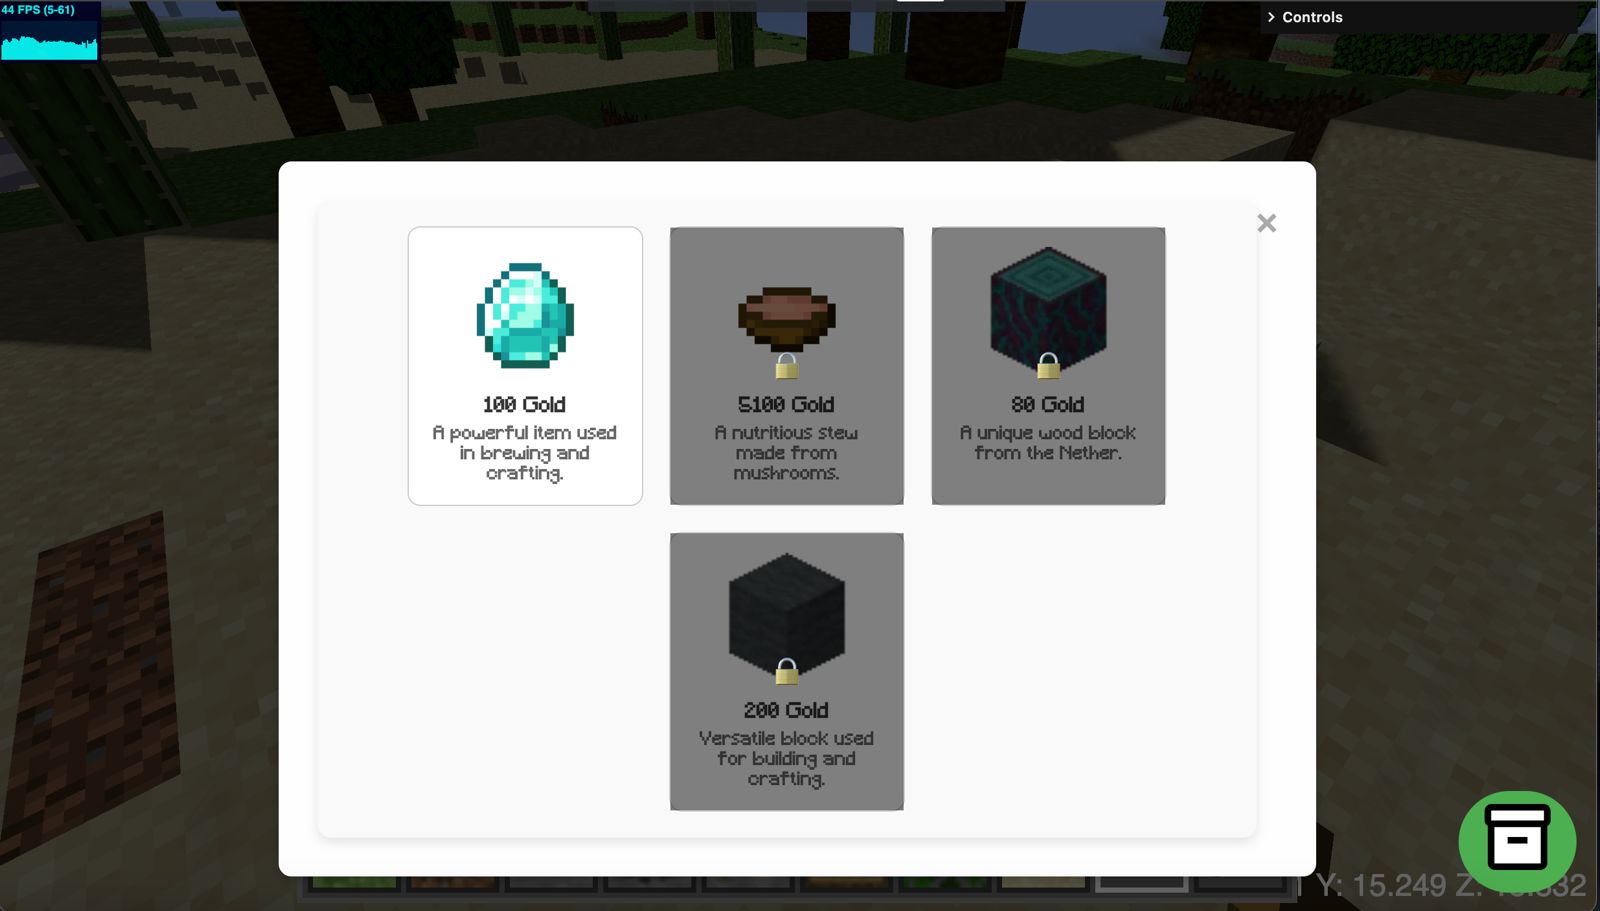 44 FPS (5-61)
Controls
100 Gold
A powerful item used
in brewing and
crafting.
5100 Gold
A nutritious stew
made from
mushrooms.
80 Gold
A unique wood block
from the Nether.
200 Gold
Versatile block used
for building and
crafting.
Y: 15.249 Z: